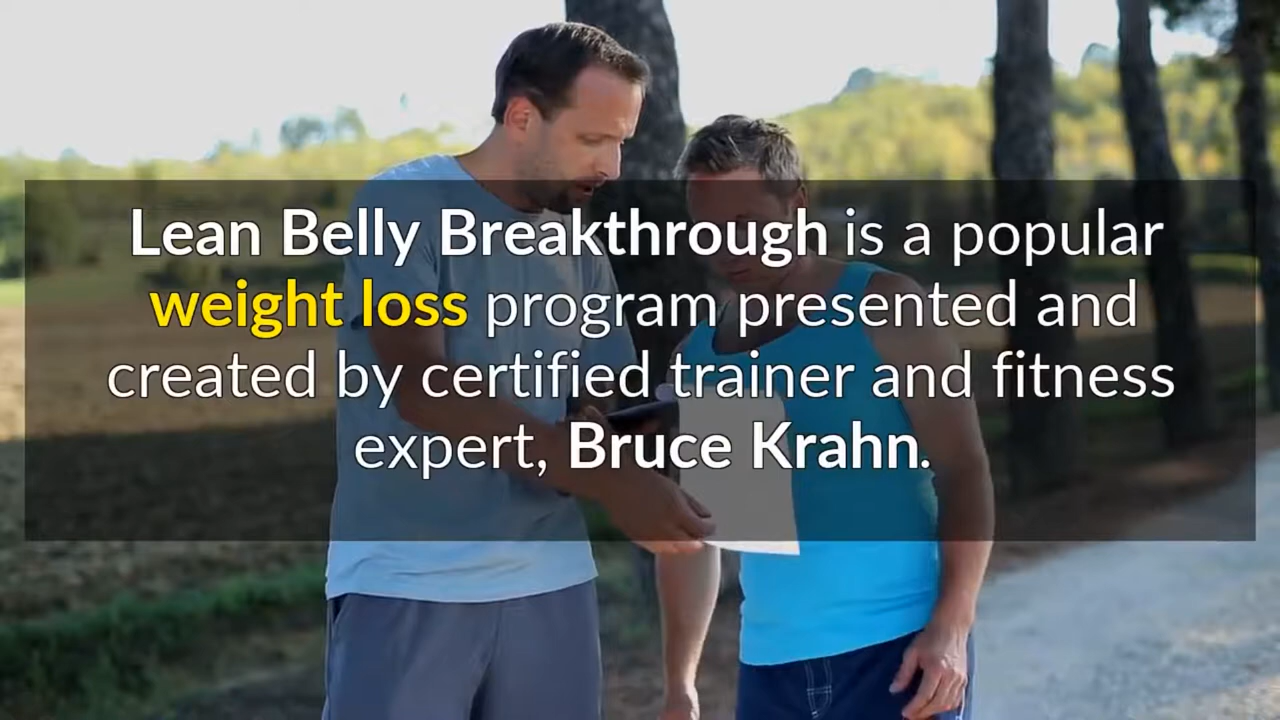 Lean Belly Breakthrough is a popular
weight loss program presented and
created by certified trainer and fitness
expert, Bruce Krahn.